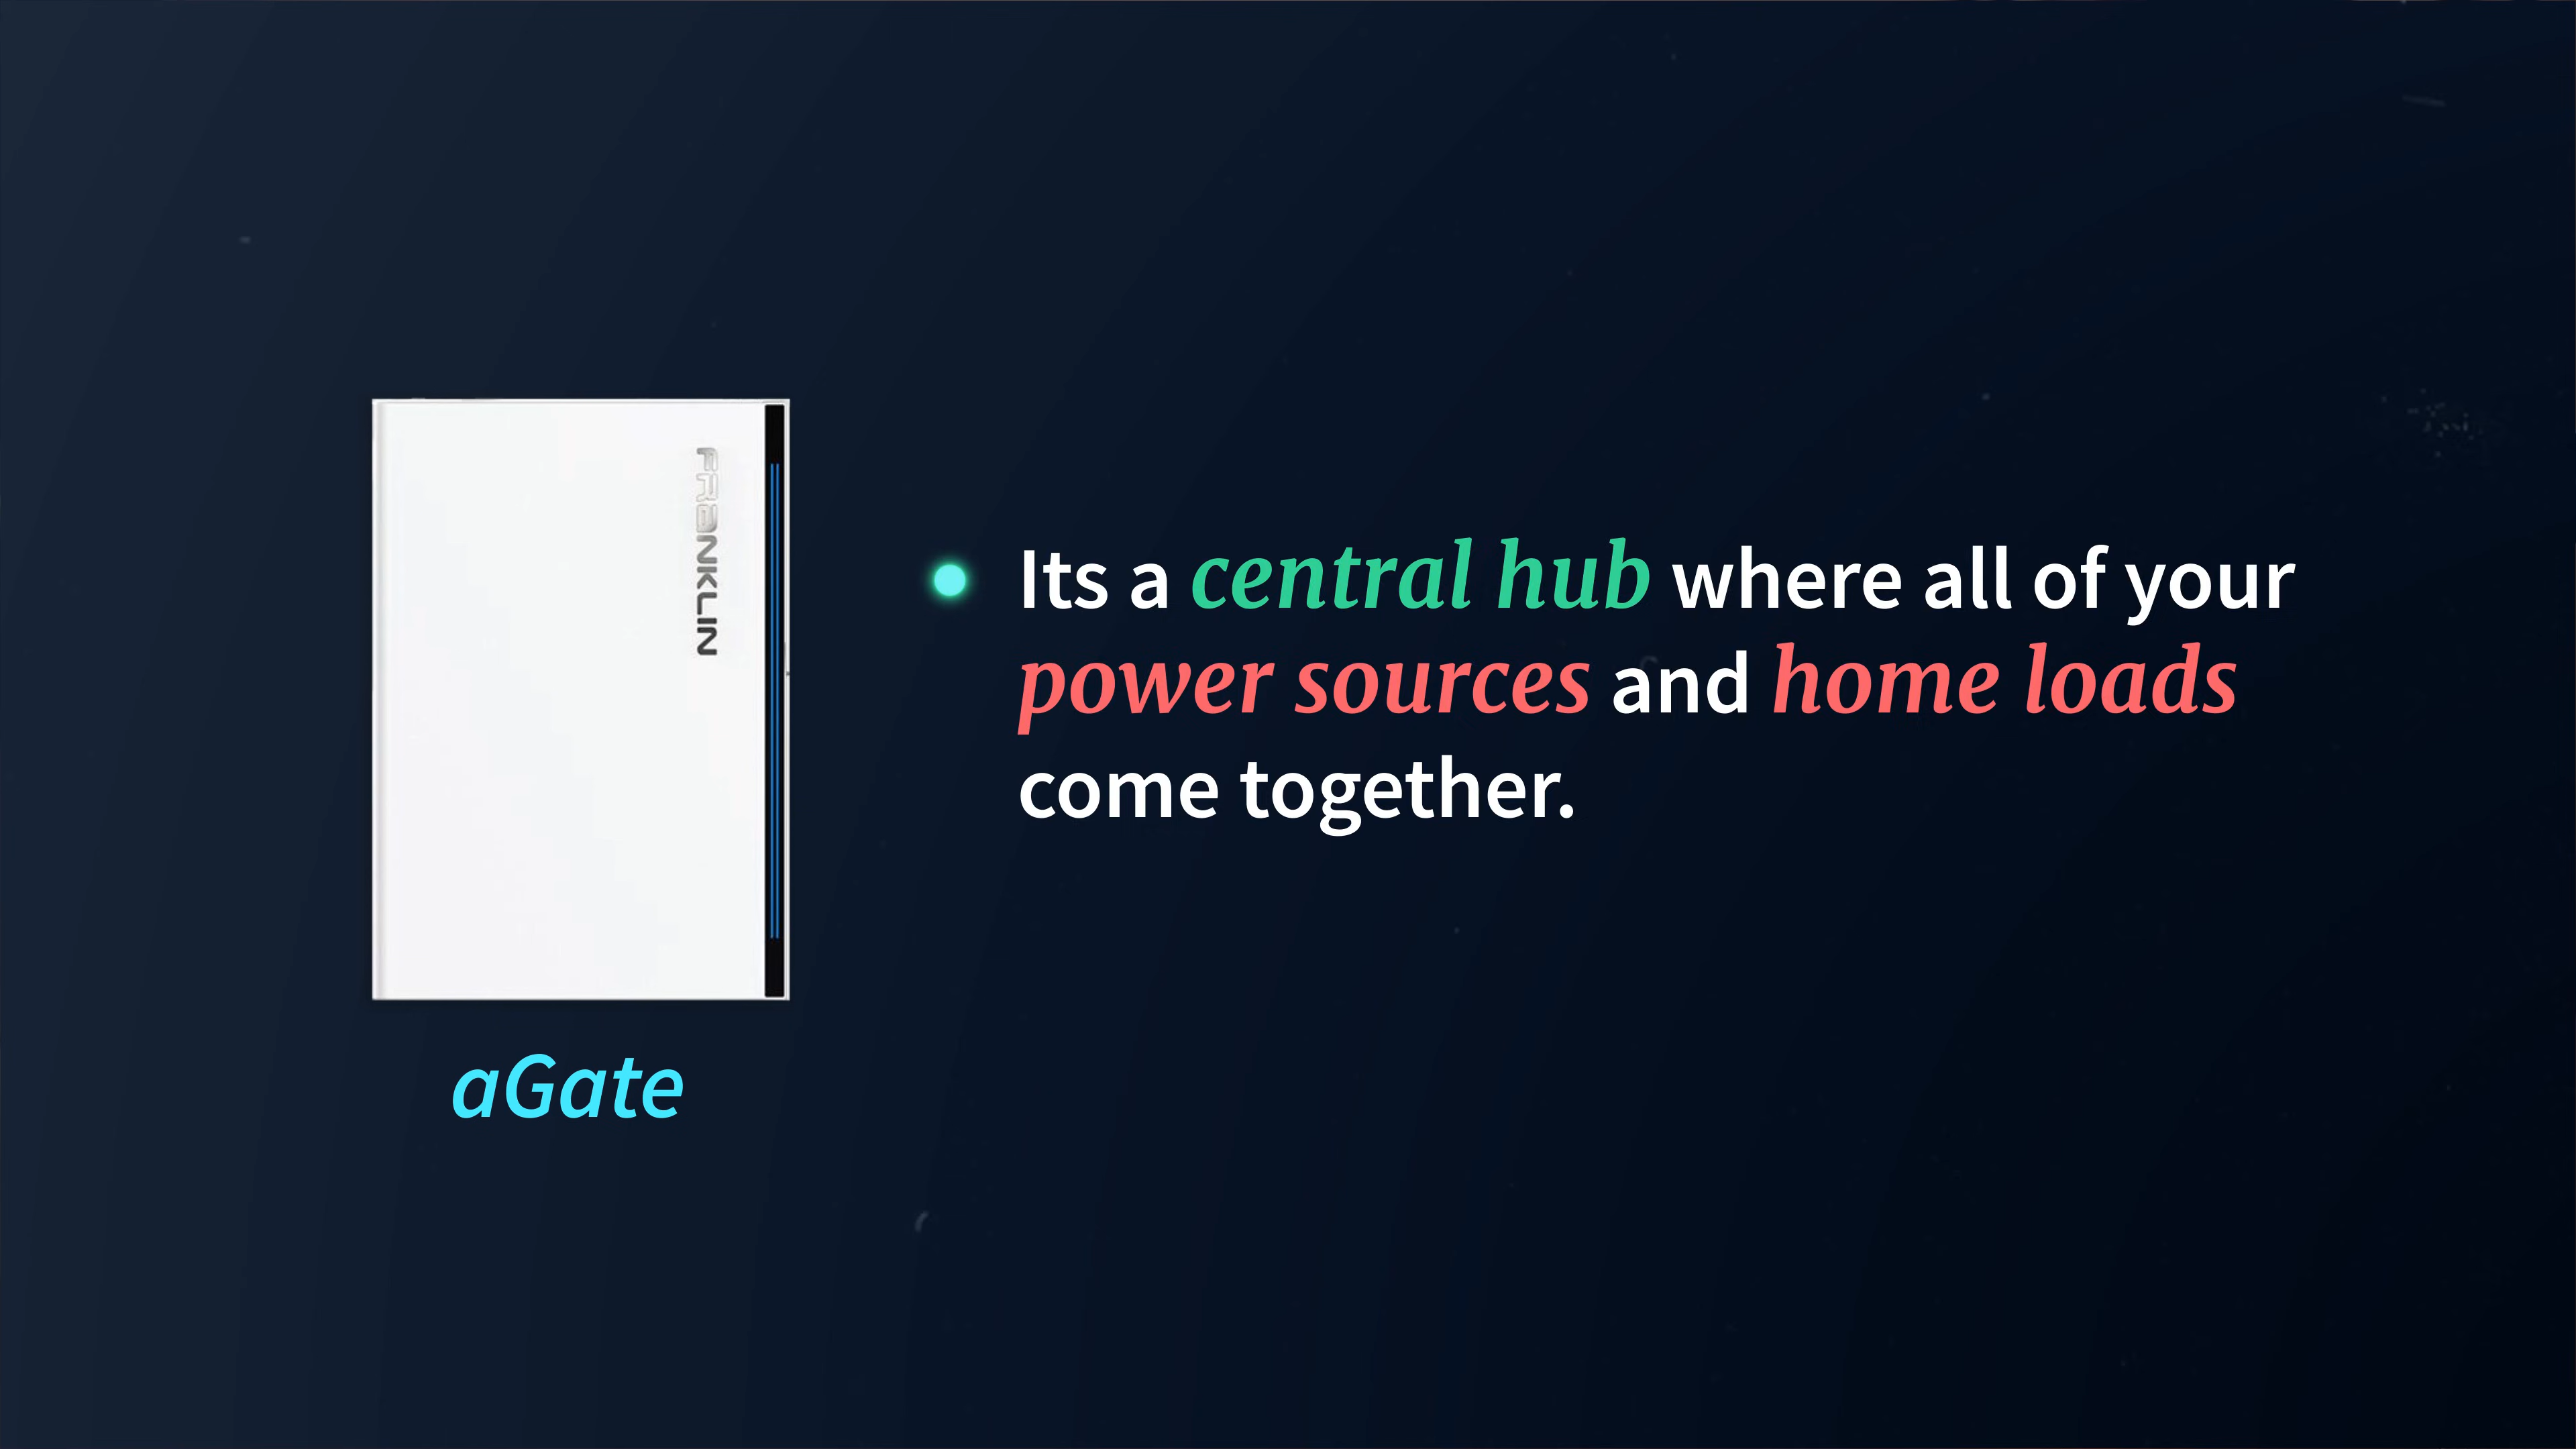 FRANKLIN
aGate
Its a central hub where all of your
power sources and home loads
come together.